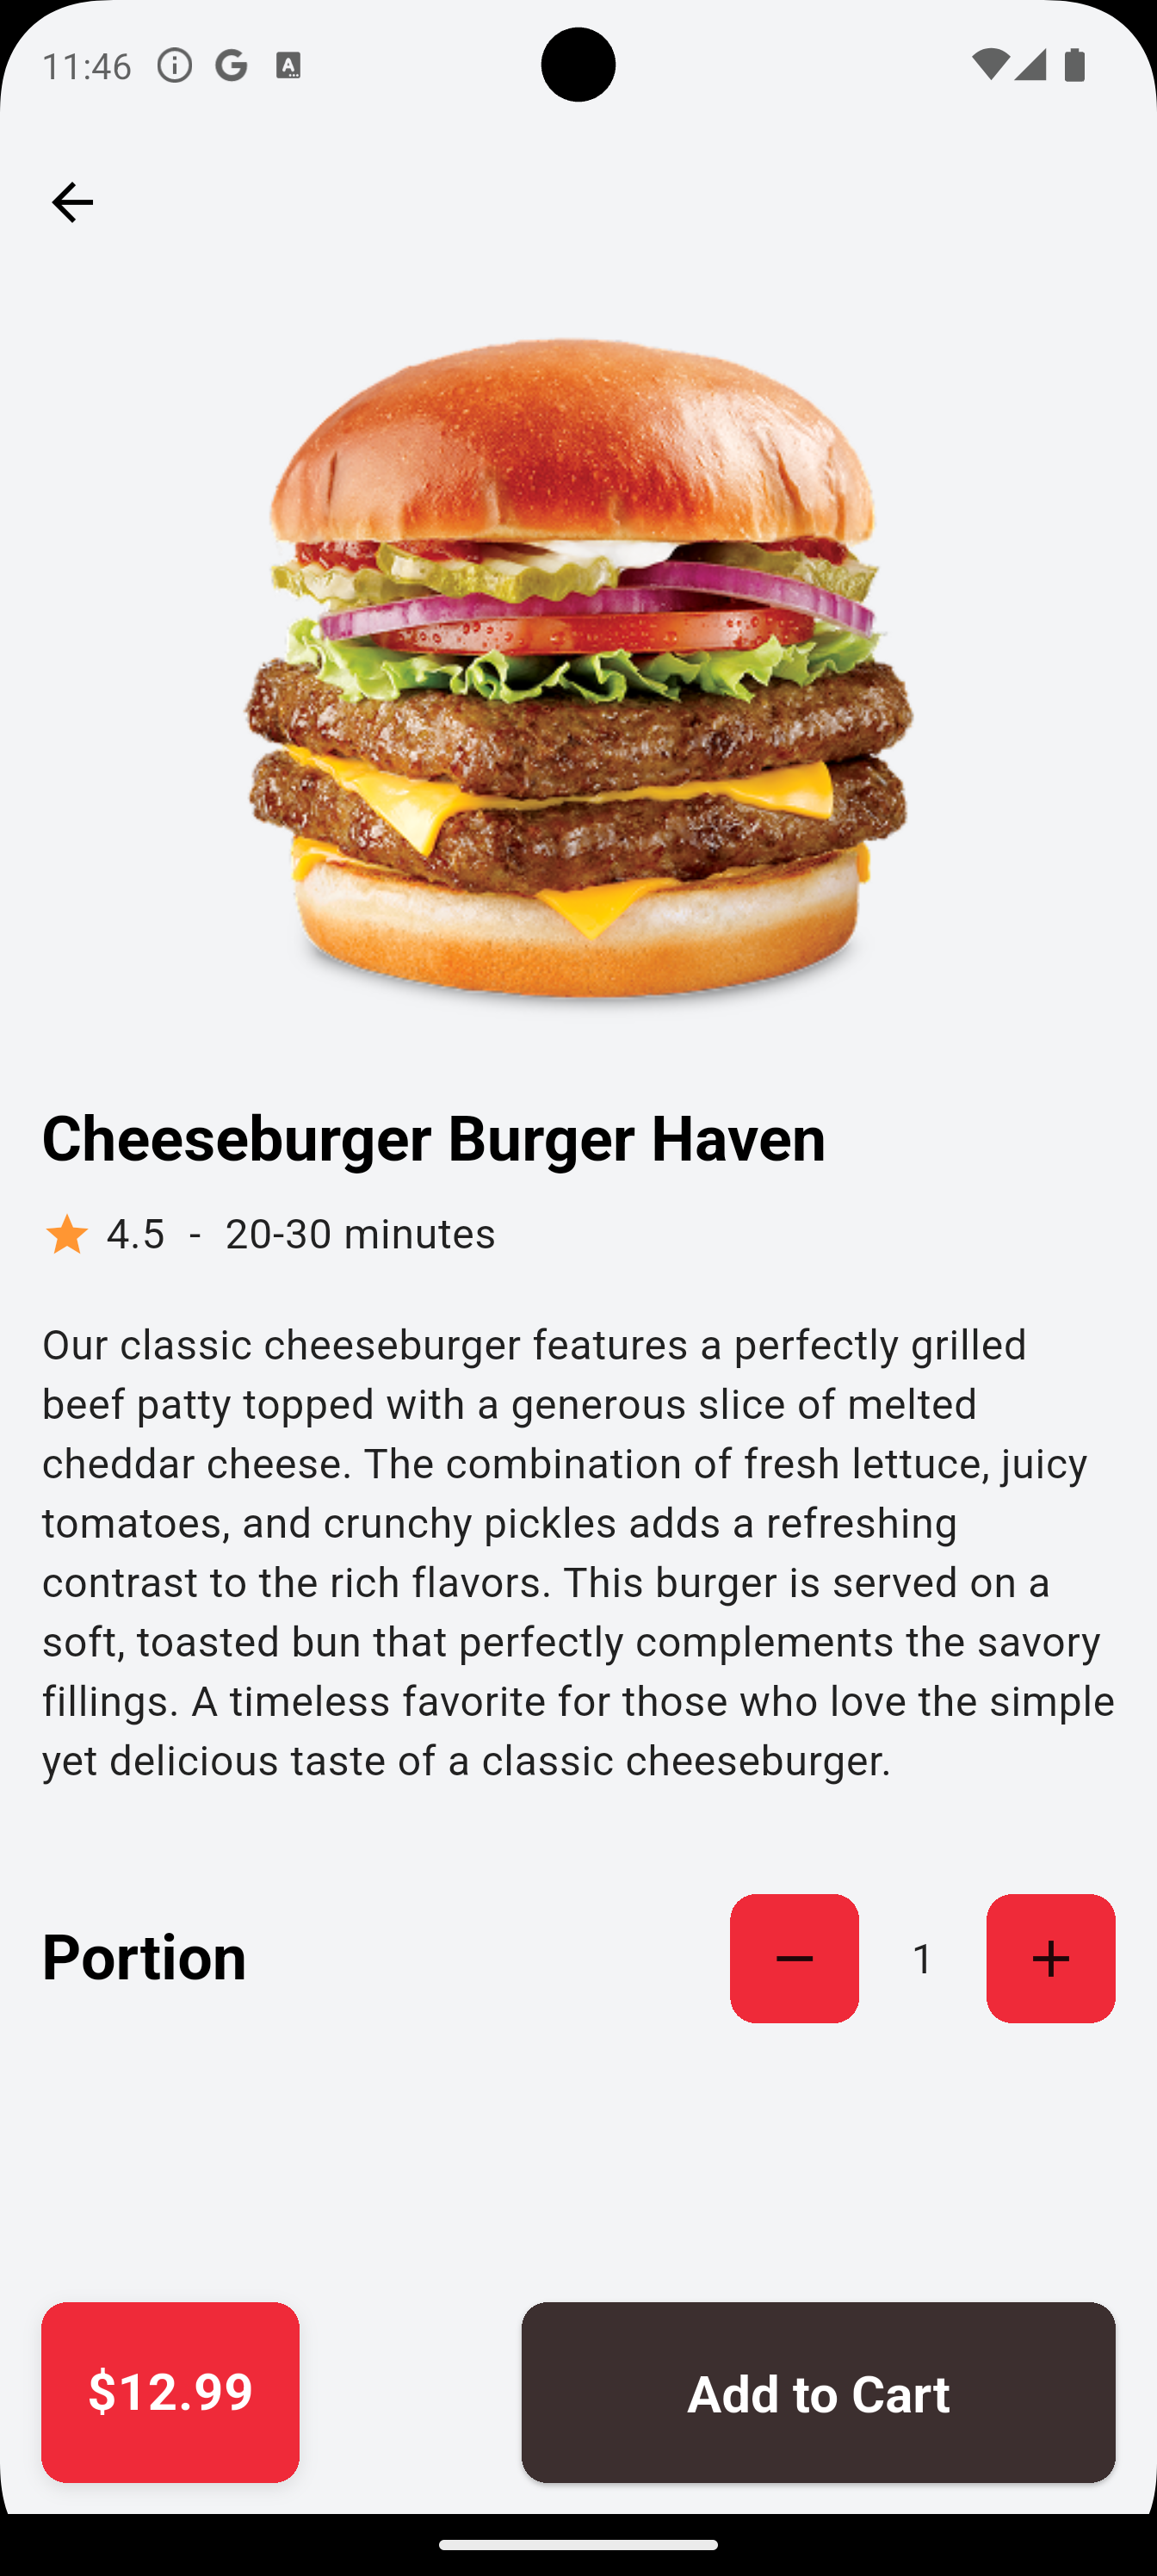 11:46
Cheeseburger Burger Haven
4.5 - 20-30 minutes
Our classic cheeseburger features a perfectly grilled
beef patty topped with a generous slice of melted
cheddar cheese. The combination of fresh lettuce, juicy
tomatoes, and crunchy pickles adds a refreshing
contrast to the rich flavors. This burger is served on a
soft, toasted bun that perfectly complements the savory
fillings. A timeless favorite for those who love the simple
yet delicious taste of a classic cheeseburger.
Portion
1
$12.99
Add to Cart